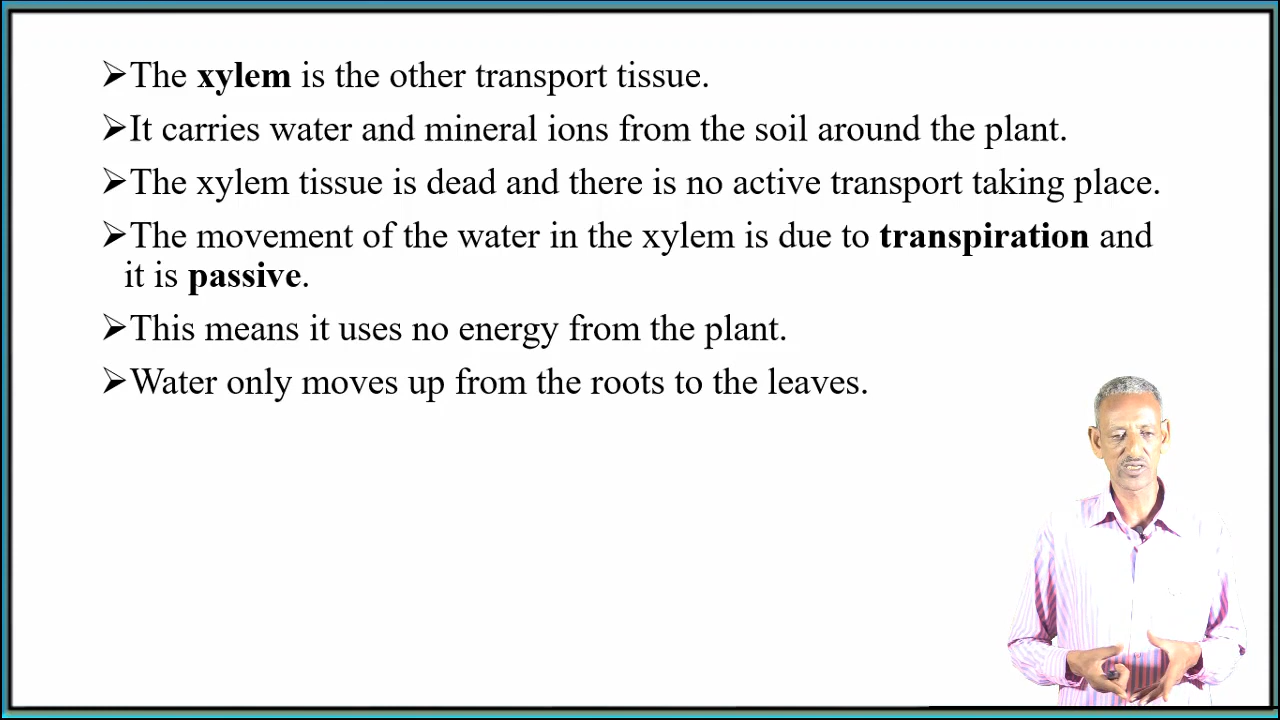 ➢The xylem is the other transport tissue.
➢It carries water and mineral ions from the soil around the plant.
➢The xylem tissue is dead and there is no active transport taking place.
➢The movement of the water in the xylem is due to transpiration and
it is passive.
➢This means it uses no energy from the plant.
➢Water only moves up from the roots to the leaves.